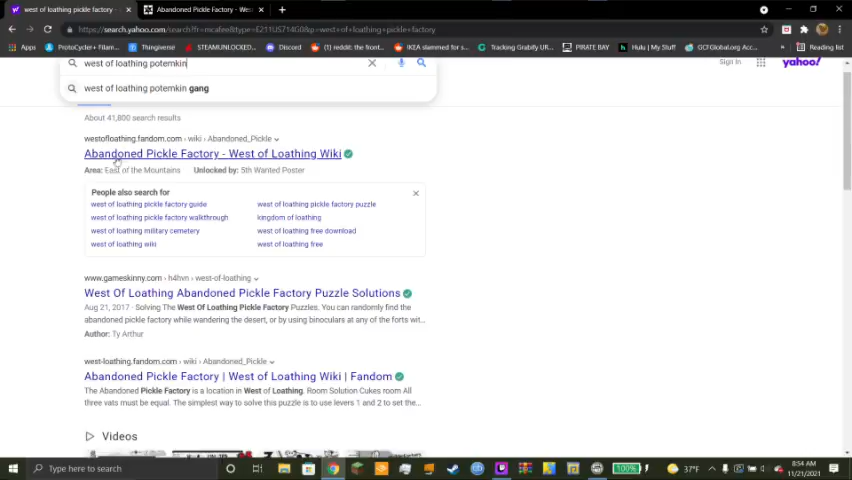 west of loathing pickle - Yahoo
Abandoned Pickle Factory - West
https://search.yahoo.com/search?fr=mcafee&type=E211US714G0&p=west+of+loathing+pickle+factory
Apps ProtoCycler+ Filam... Thingiverse STEAMUNLOCKED... Discord (1) reddit: the front... IKEA slammed for s... Tracking Grabify URL... PIRATE BAY Hulu | My Stuff GCFGlobal.org Acc... Reading list
west of loathing potemkin
Sign In yahoo!
west of loathing potemkin gang
About 41,800 search results
westofloathing.fandom.com › wiki › Abandoned_Pickle
Abandoned Pickle Factory - West of Loathing Wiki
Area: East of the Mountains Unlocked by: 5th Wanted Poster
People also search for
west of loathing pickle factory guide west of loathing pickle factory puzzle
west of loathing pickle factory walkthrough kingdom of loathing
west of loathing military cemetery west of loathing free download
west of loathing wiki west of loathing free
www.gameskinny.com › h4hvn › west-of-loathing
West Of Loathing Abandoned Pickle Factory Puzzle Solutions
Aug 21, 2017 · Solving The West Of Loathing Pickle Factory Puzzles. You can randomly find the
abandoned pickle factory while wandering the desert, or by using binoculars at any of the forts wit...
Author: Ty Arthur
west-loathing.fandom.com › wiki › Abandoned_Pickle
Abandoned Pickle Factory | West of Loathing Wiki | Fandom
The Abandoned Pickle Factory is a location in West of Loathing. Room Solution Cukes room All
three vats must be equal. The simplest way to solve this puzzle is to use levers 1 and 2 to set the...
Videos
Type here to search
100%
37°F
8:54 AM
11/21/2021